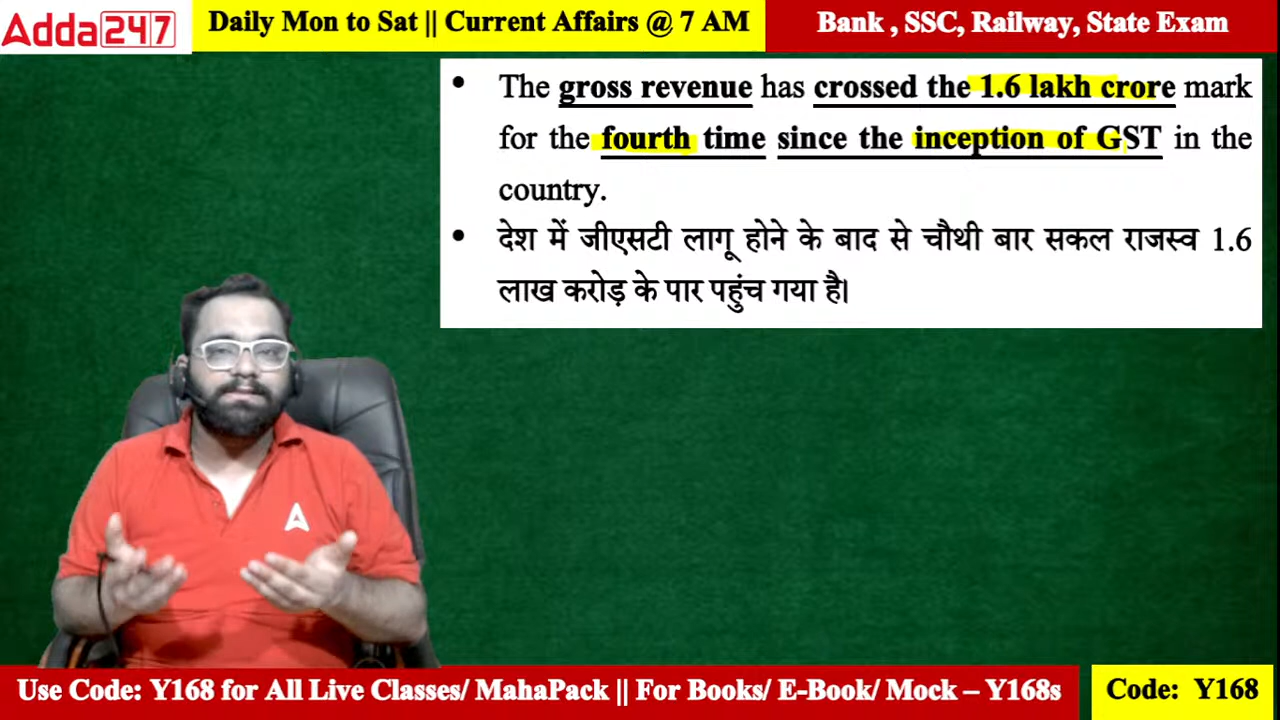 Adda247
Daily Mon to Sat || Current Affairs @ 7 AM
Bank , SSC, Railway, State Exam
• The gross revenue has crossed the 1.6 lakh crore mark
for the fourth time since the inception of GST in the
country.
• देश में जीएसटी लागू होने के बाद से चौथी बार सकल राजस्व 1.6
लाख करोड़ के पार पहुंच गया है।
Use Code: Y168 for All Live Classes/ MahaPack || For Books/ E-Book/ Mock – Y168s
Code: Y168